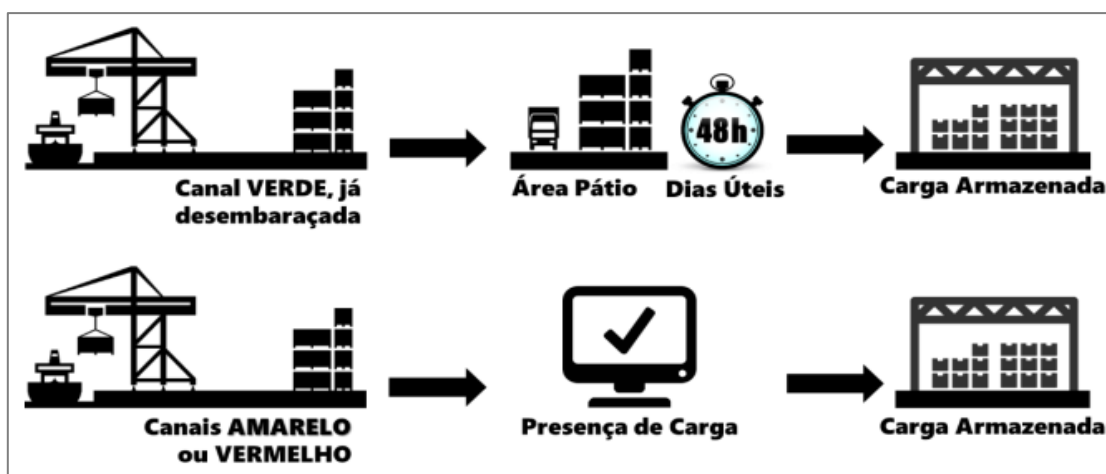 48h
Canal VERDE, já
desembaraçada
Área Pátio
Dias Úteis
Carga Armazenada
Canais AMARELO
ou VERMELHO
Presença de Carga
Carga Armazenada